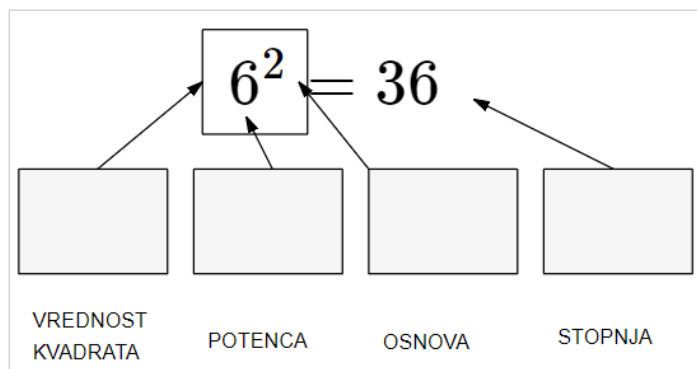 6² = 36
VREDNOST
KVADRATA
POTENCA
OSNOVA
STOPNJA